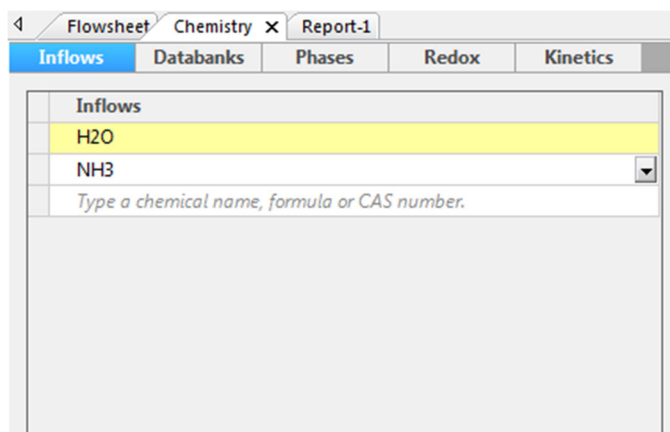 Flowsheet Chemistry X Report-1
Inflows Databanks Phases Redox Kinetics
Inflows
H2O
NH3
Type a chemical name, formula or CAS number.